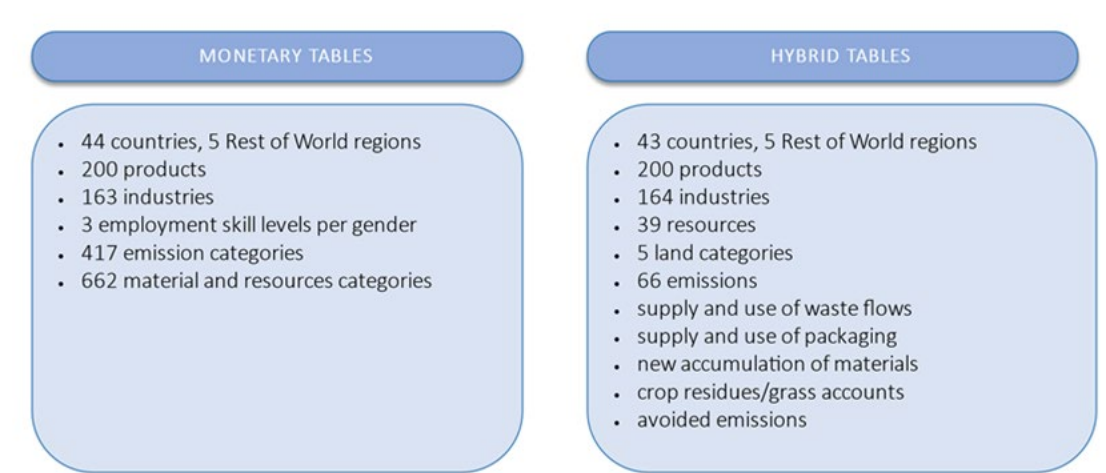 MONETARY TABLES
• 44 countries, 5 Rest of World regions
• 200 products
• 163 industries
• 3 employment skill levels per gender
• 417 emission categories
• 662 material and resources categories
HYBRID TABLES
• 43 countries, 5 Rest of World regions
• 200 products
• 164 industries
• 39 resources
• 5 land categories
• 66 emissions
• supply and use of waste flows
• supply and use of packaging
• new accumulation of materials
• crop residues/grass accounts
• avoided emissions